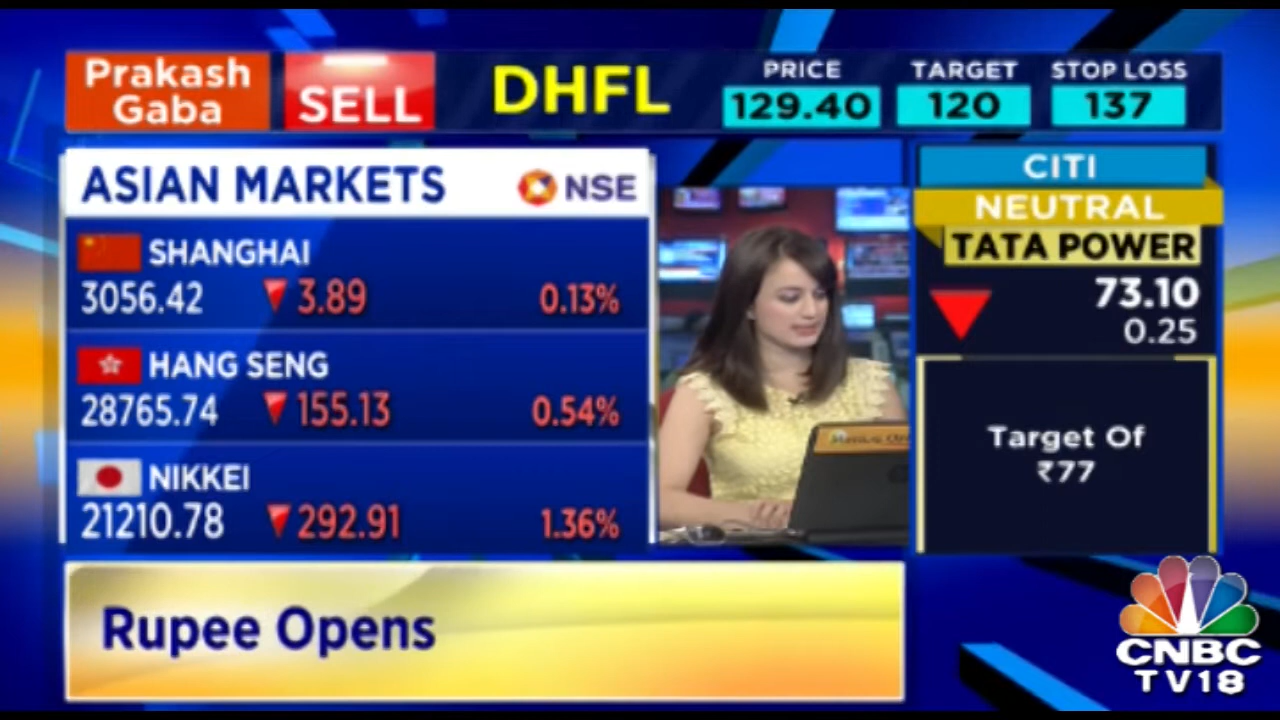 Prakash
Gaba
SELL
DHFL
PRICE
129.40
TARGET
120
STOP LOSS
137
ASIAN MARKETS
NSE
SHANGHAI
3056.42 3.89 0.13%
HANG SENG
28765.74 155.13 0.54%
NIKKEI
21210.78 292.91 1.36%
CITI
NEUTRAL
TATA POWER
73.10
0.25
Target Of
₹77
Rupee Opens
CNBC
TV18